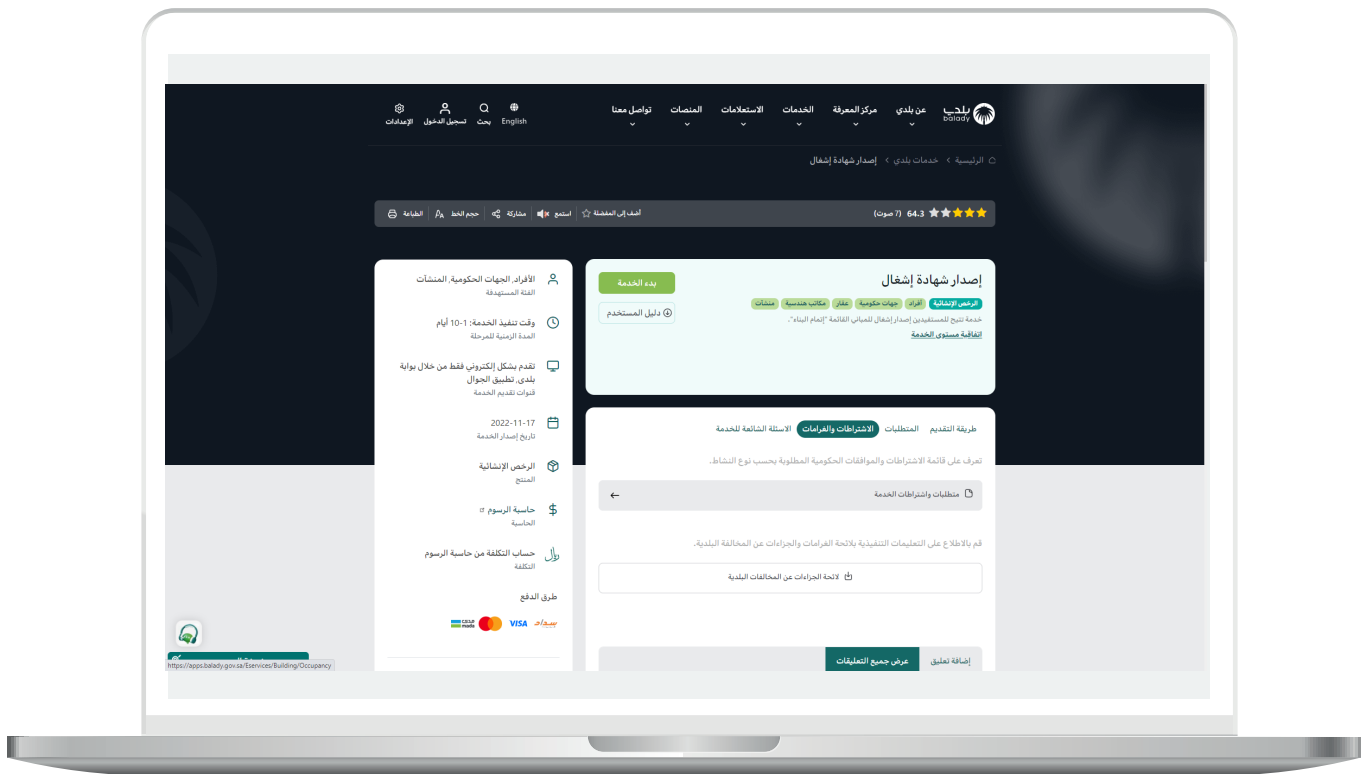 بلدي
balady
عن بلدي
مركز المعرفة
الخدمات
الاستعلامات
المنصات
تواصل معنا
English
بحث
تسجيل الدخول
الإعدادات
الرئيسية > خدمات بلدي > إصدار شهادة إشغال
64.3 (7 صوت)
أضف إلى المفضلة
استمع
مشاركة
حجم الخط
الطباعة
إصدار شهادة إشغال
الرخص الإنشائية أفراد جهات حكومية عقار مكاتب هندسية منشآت
خدمة تتيح للمستفيدين إصدار إشغال للمباني القائمة "إتمام البناء".
اتفاقية مستوى الخدمة
بدء الخدمة
دليل المستخدم
طريقة التقديم
المتطلبات
الاشتراطات والغرامات
الاسئلة الشائعة للخدمة
تعرف على قائمة الاشتراطات والموافقات الحكومية المطلوبة بحسب نوع النشاط.
متطلبات واشتراطات الخدمة
قم بالاطلاع على التعليمات التنفيذية بلائحة الغرامات والجزاءات عن المخالفة البلدية.
لائحة الجزاءات عن المخالفات البلدية
إضافة تعليق
عرض جميع التعليقات
الأفراد, الجهات الحكومية, المنشآت
الفئة المستهدفة
وقت تنفيذ الخدمة: 1-10 أيام
المدة الزمنية للمرحلة
تقدم بشكل إلكتروني فقط من خلال بوابة
بلدي, تطبيق الجوال
قنوات تقديم الخدمة
2022-11-17
تاريخ إصدار الخدمة
الرخص الإنشائية
المنتج
حاسبة الرسوم
الحاسبة
حساب التكلفة من حاسبة الرسوم
التكلفة
طرق الدفع
سداد
VISA
مدى
mada
https://apps.balady.gov.sa/Eservices/Building/Occupancy